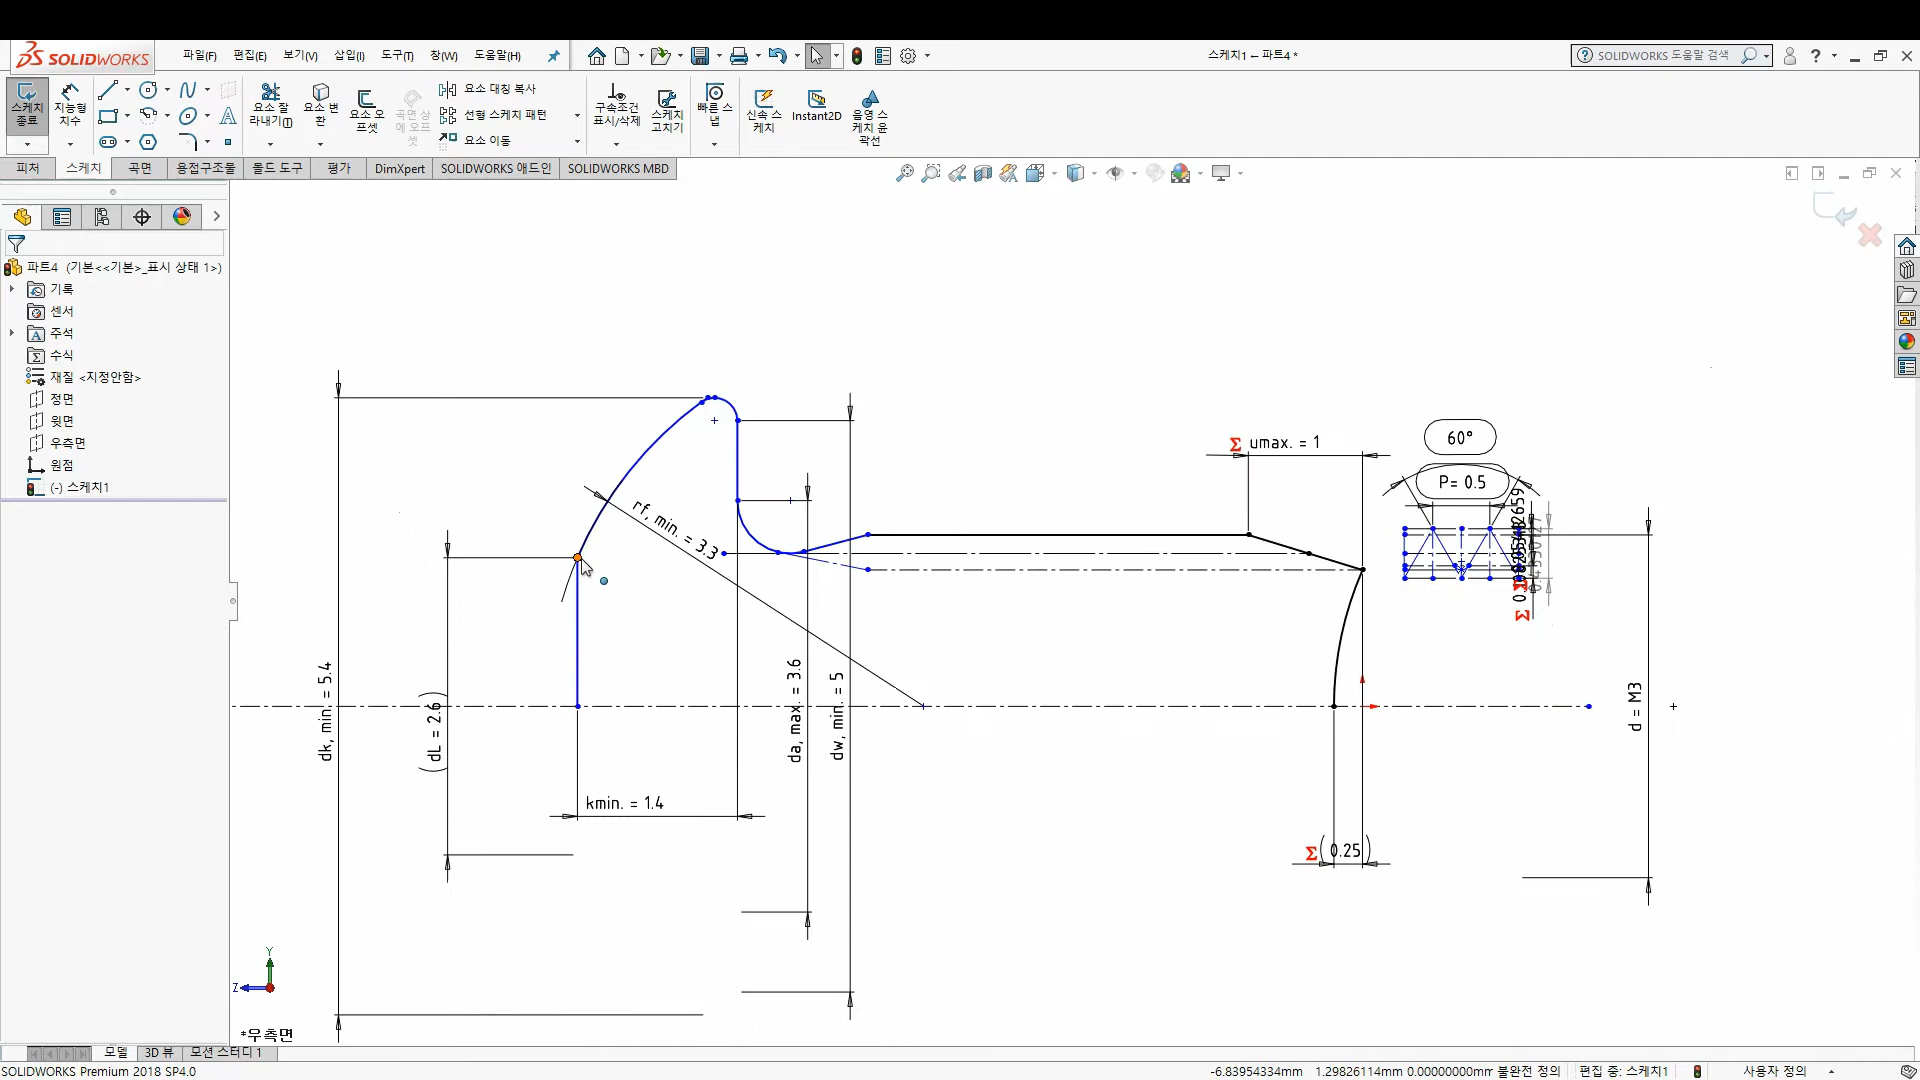 SOLIDWORKS
파일(F)
편집(E)
보기(V)
삽입(I)
도구(T)
창(W)
도움말(H)
스케치1 ← 파트4 *
SOLIDWORKS 도움말 검색
스케치 종료
지능형 치수
요소 잘라내기(T)
요소 변환
요소 오프셋
곡면 상에 오프셋
요소 대칭 복사
선형 스케치 패턴
요소 이동
구속조건 표시/삭제
스케치 고치기
빠른 스냅
신속 스케치
Instant2D
음영 스케치 윤곽선
피처
스케치
곡면
용접구조물
몰드 도구
평가
DimXpert
SOLIDWORKS 애드인
SOLIDWORKS MBD
파트4 (기본<<기본>_표시 상태 1>)
기록
센서
주석
수식
재질 <지정안함>
정면
윗면
우측면
원점
(-) 스케치1
Σ umax. = 1
60°
P= 0.5
rf, min. = 3.3
dk, min. = 5.4
(dL = 2.6)
da, max. = 3.6
dw, min. = 5
d = M3
kmin. = 1.4
Σ (0.25)
Y
Z
*우측면
모델
3D 뷰
모션 스터디 1
SOLIDWORKS Premium 2018 SP4.0
-6.83954334mm
1.29826114mm
0.00000000mm
불완전 정의
편집 중: 스케치1
사용자 정의